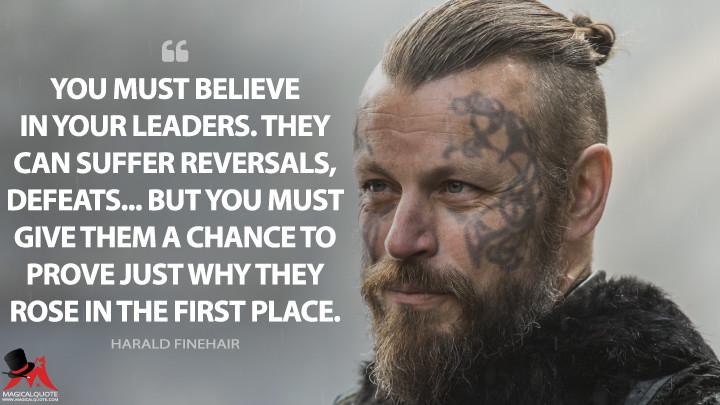 “
YOU MUST BELIEVE
IN YOUR LEADERS. THEY
CAN SUFFER REVERSALS,
DEFEATS... BUT YOU MUST
GIVE THEM A CHANCE TO
PROVE JUST WHY THEY
ROSE IN THE FIRST PLACE.
HARALD FINEHAIR
MAGICALQUOTE
WWW.MAGICALQUOTE.COM